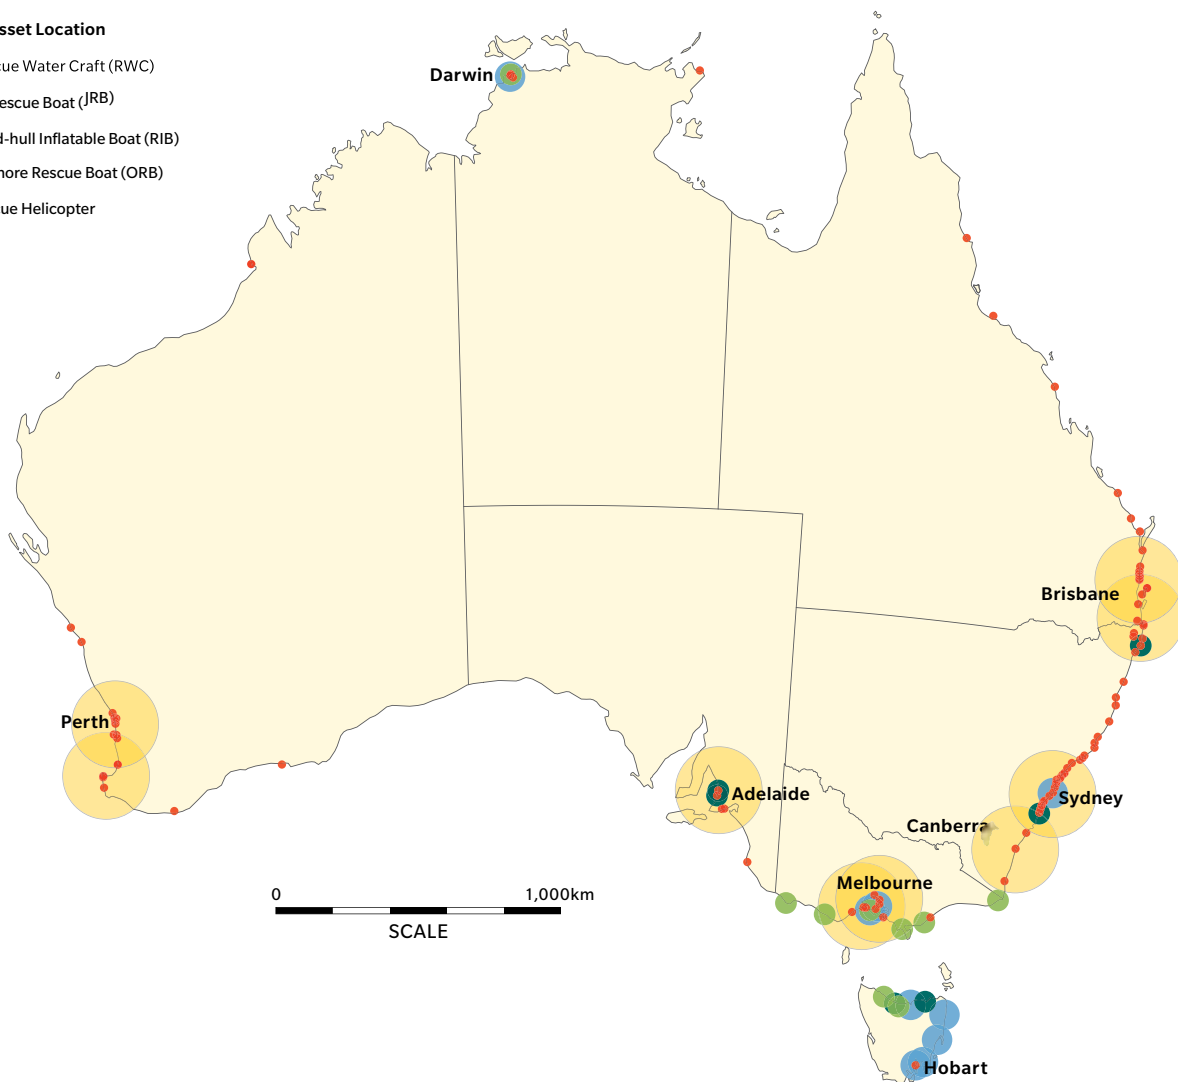 sset Location
cue Water Craft (RWC)
escue Boat (JRB)
d-hull Inflatable Boat (RIB)
hore Rescue Boat (ORB)
cue Helicopter
Darwin
Brisbane
Perth
Adelaide
Sydney
Canberra
Melbourne
0 1,000km
SCALE
Hobart